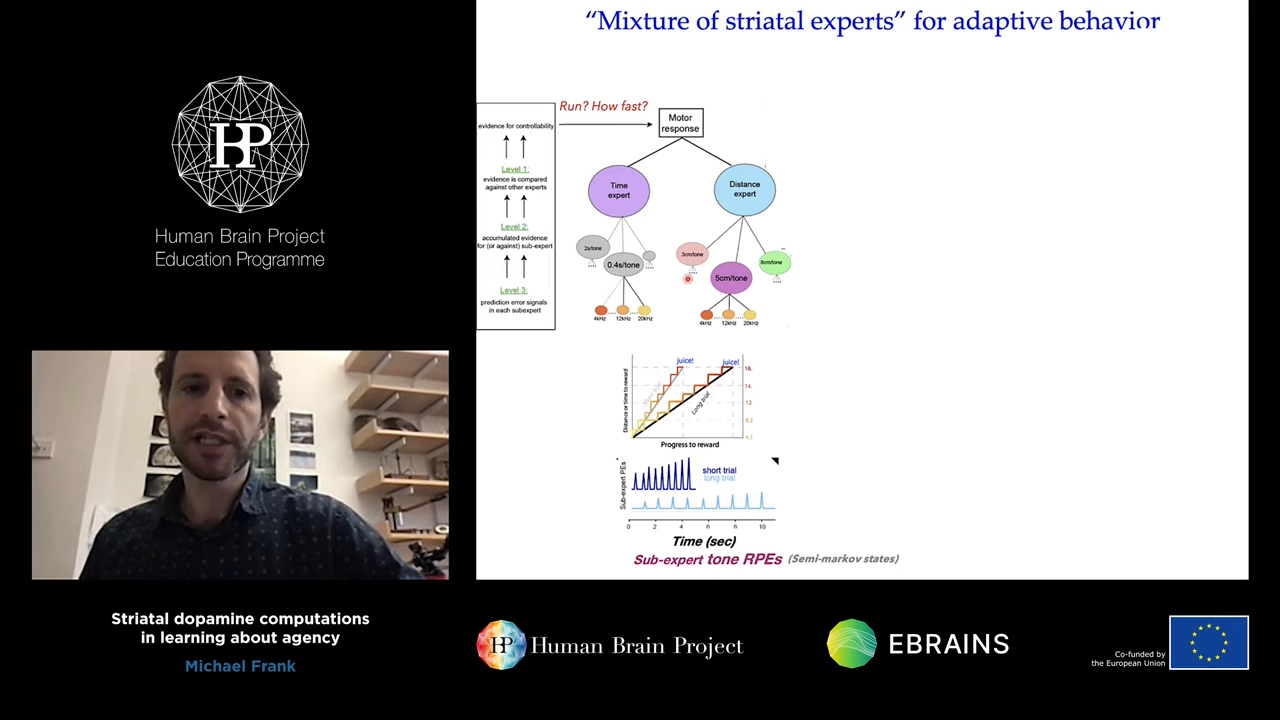 "Mixture of striatal experts" for adaptive behavior
HBP
Human Brain Project
Education Programme
evidence for controllability
Level 1:
evidence is compared
against other experts
Level 2:
accumulated evidence
for (or against) sub-expert
Level 3:
prediction error signals
in each subexpert
Run? How fast?
Motor
response
Time
expert
Distance
expert
2s/tone
0.4s/tone
3cm/tone
5cm/tone
8cm/tone
4kHz
12kHz
20kHz
4kHz
12kHz
20kHz
juice!
juice!
Distance or time to reward
Long trial
18.
14.
12
Progress to reward
Sub-expert PEs
short trial
long trial
0 2 4 6 8 10
Time (sec)
Sub-expert tone RPEs (Semi-markov states)
Striatal dopamine computations
in learning about agency
Michael Frank
HBP Human Brain Project
EBRAINS
Co-funded by
the European Union